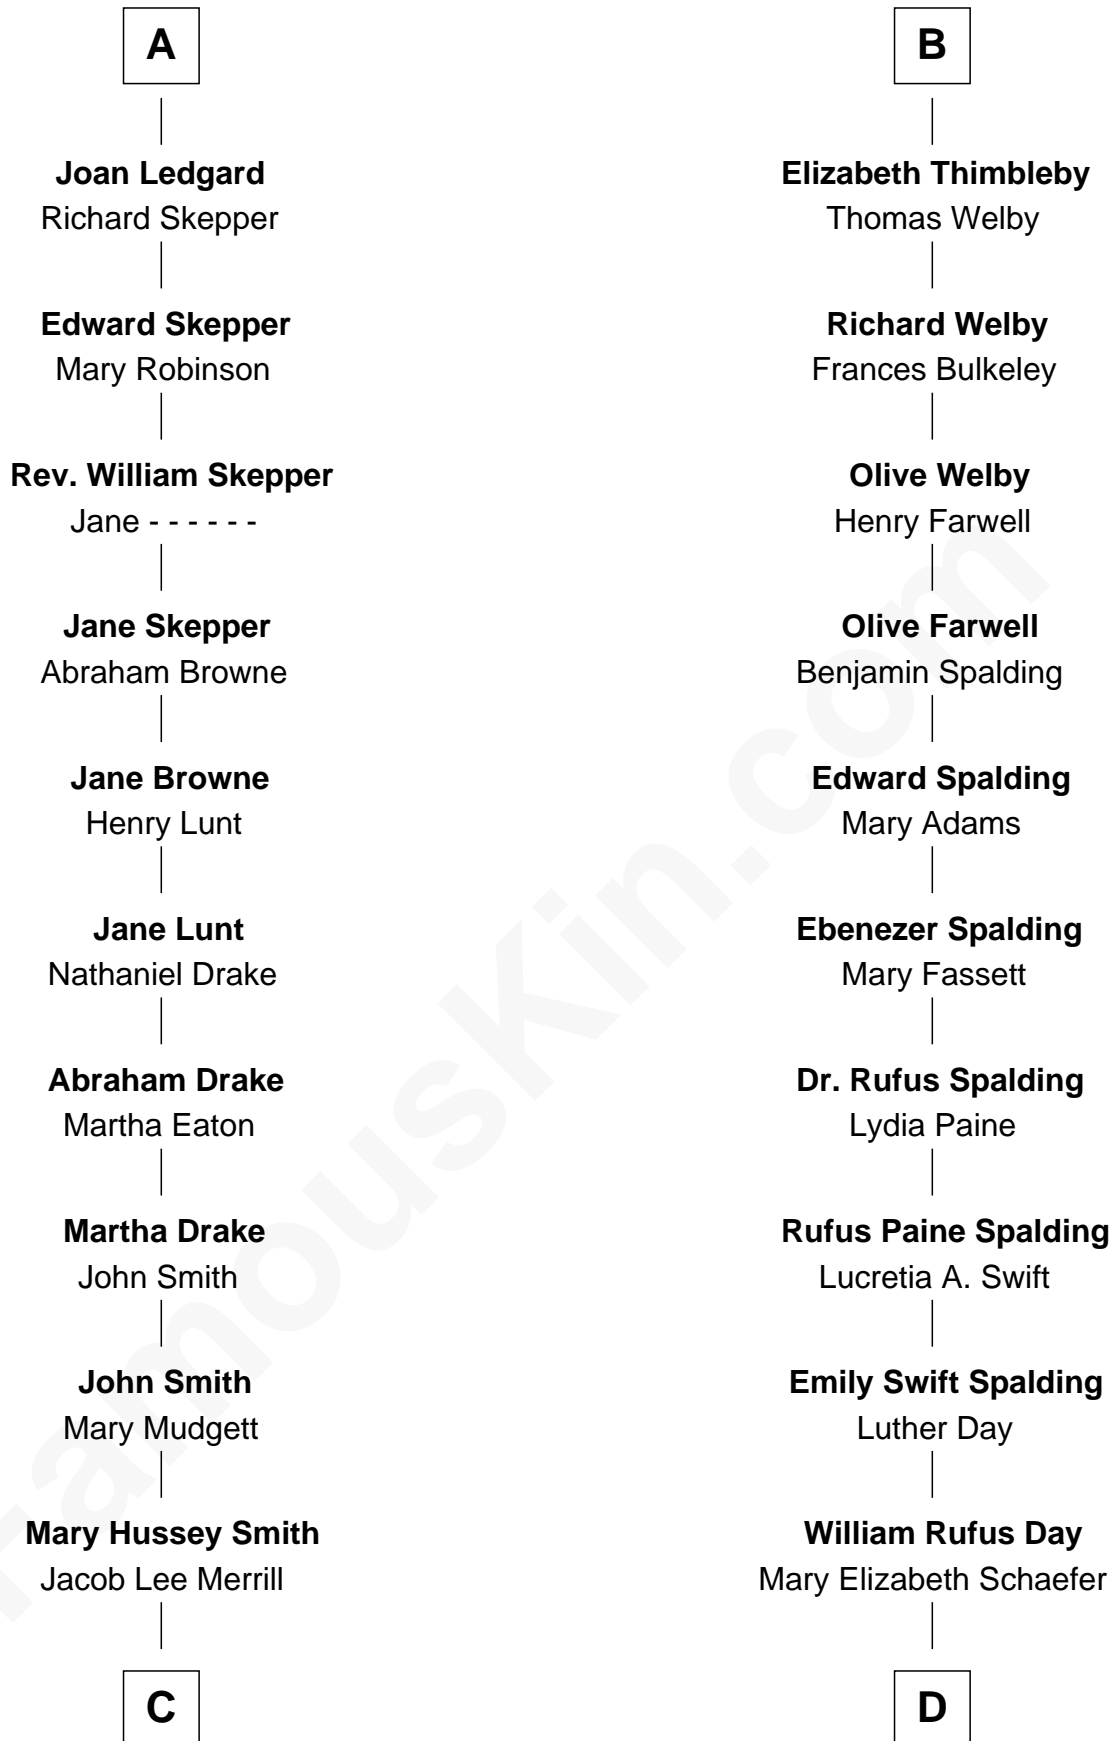 A
Joan Ledgard
Richard Skepper
Edward Skepper
Mary Robinson
Rev. William Skepper
Jane - - - - - -
Jane Skepper
Abraham Browne
Jane Browne
Henry Lunt
Jane Lunt
Nathaniel Drake
Abraham Drake
Martha Eaton
Martha Drake
John Smith
John Smith
Mary Mudgett
Mary Hussey Smith
Jacob Lee Merrill
C
B
Elizabeth Thimbleby
Thomas Welby
Richard Welby
Frances Bulkeley
Olive Welby
Henry Farwell
Olive Farwell
Benjamin Spalding
Edward Spalding
Mary Adams
Ebenezer Spalding
Mary Fassett
Dr. Rufus Spalding
Lydia Paine
Rufus Paine Spalding
Lucretia A. Swift
Emily Swift Spalding
Luther Day
William Rufus Day
Mary Elizabeth Schaefer
D
FamousKin.com